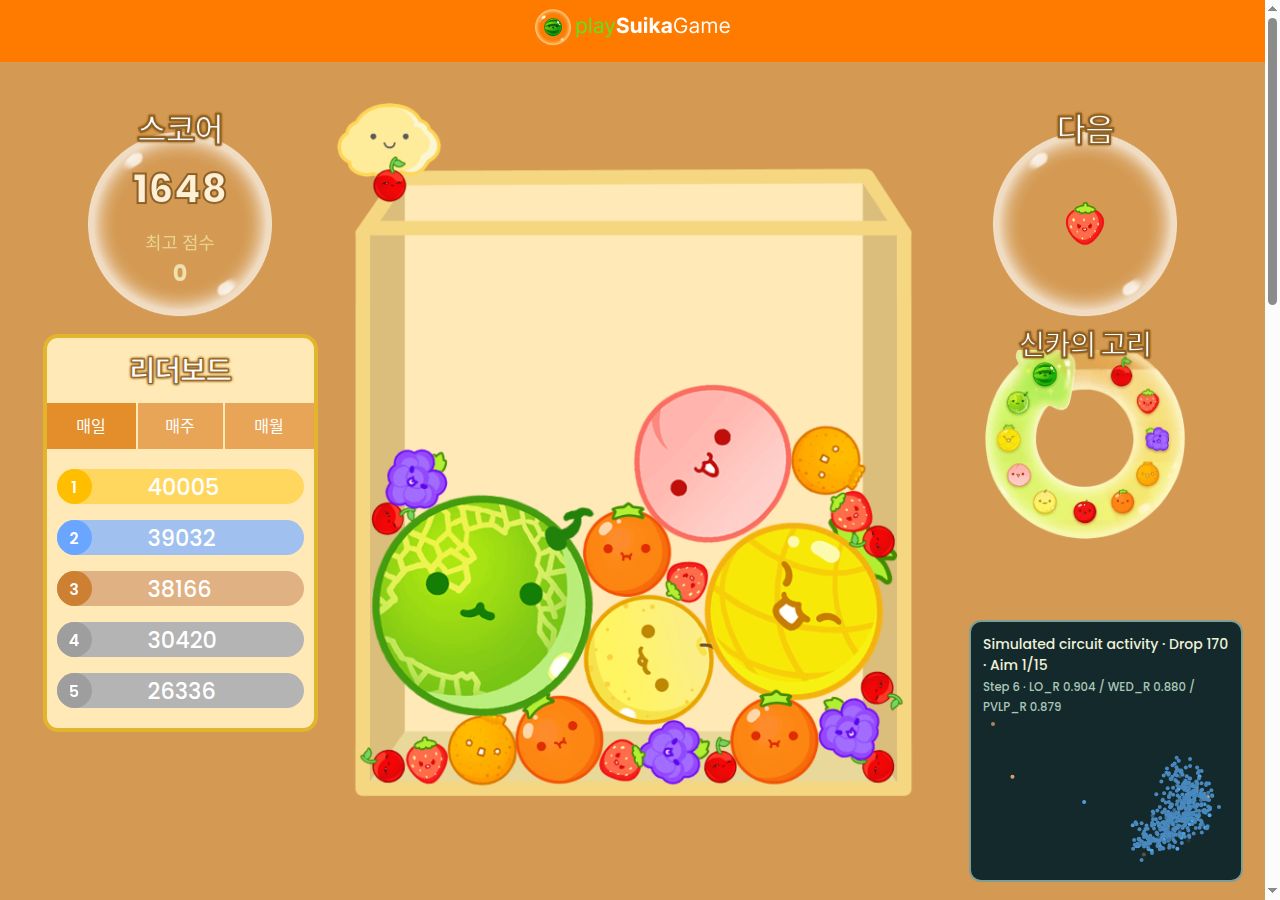 playSuikaGame
스코어
1648
최고 점수
0
리더보드
매일 매주 매월
1 40005
2 39032
3 38166
4 30420
5 26336
다음
신카의 고리
Simulated circuit activity · Drop 170
· Aim 1/15
Step 6 · LO_R 0.904 / WED_R 0.880 /
PVLP_R 0.879